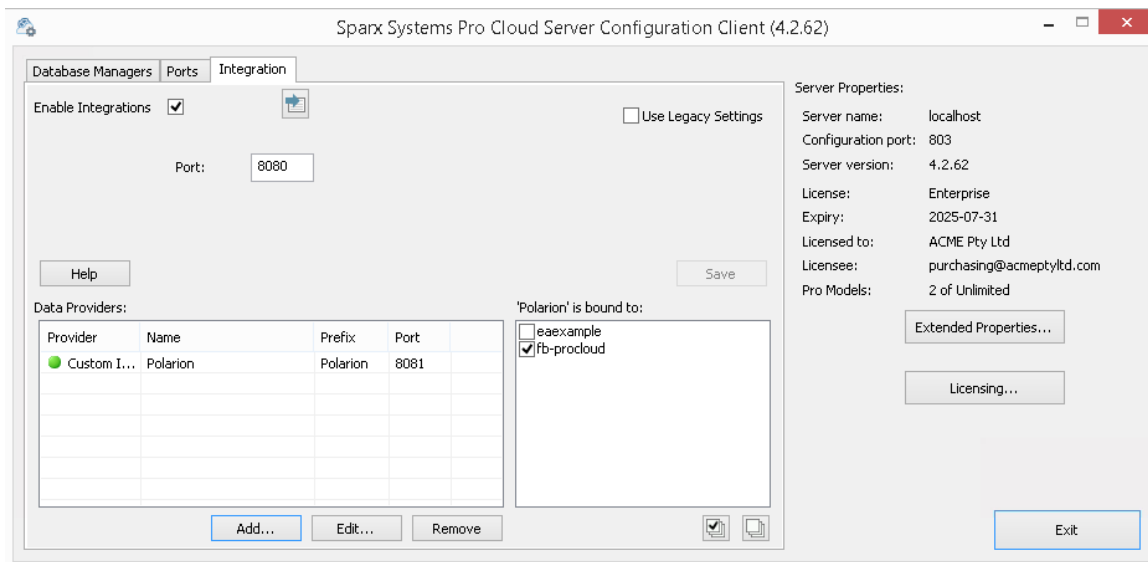 Sparx Systems Pro Cloud Server Configuration Client (4.2.62)
Database Managers Ports Integration
Enable Integrations
Use Legacy Settings
Port: 8080
Help
Save
Data Providers:
Provider Name Prefix Port
Custom I... Polarion Polarion 8081
Add... Edit... Remove
'Polarion' is bound to:
eaexample
fb-procloud
Server Properties:
Server name: localhost
Configuration port: 803
Server version: 4.2.62
License: Enterprise
Expiry: 2025-07-31
Licensed to: ACME Pty Ltd
Licensee: purchasing@acmeptyltd.com
Pro Models: 2 of Unlimited
Extended Properties...
Licensing...
Exit